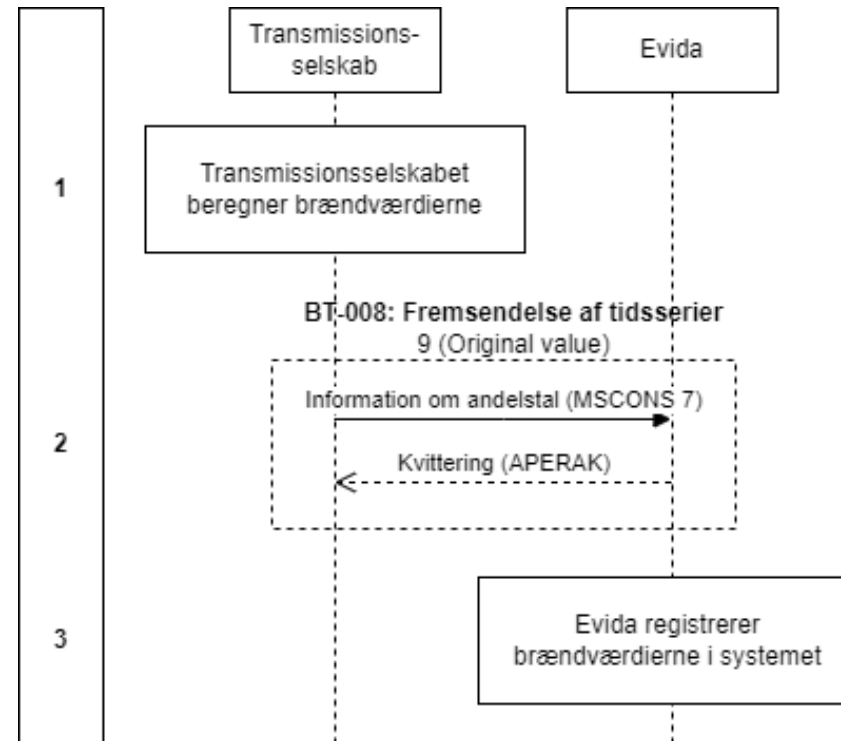 Transmissions-
selskab
Evida
1
Transmissionsselskabet
beregner brændværdierne
BT-008: Fremsendelse af tidsserier
9 (Original value)
Information om andelstal (MSCONS 7)
2
Kvittering (APERAK)
3
Evida registrerer
brændværdierne i systemet